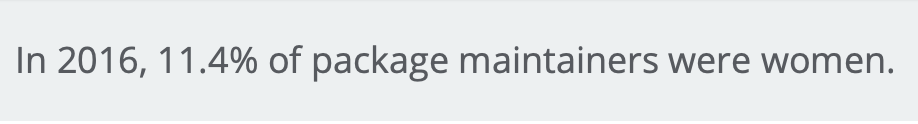 In 2016, 11.4% of package maintainers were women.